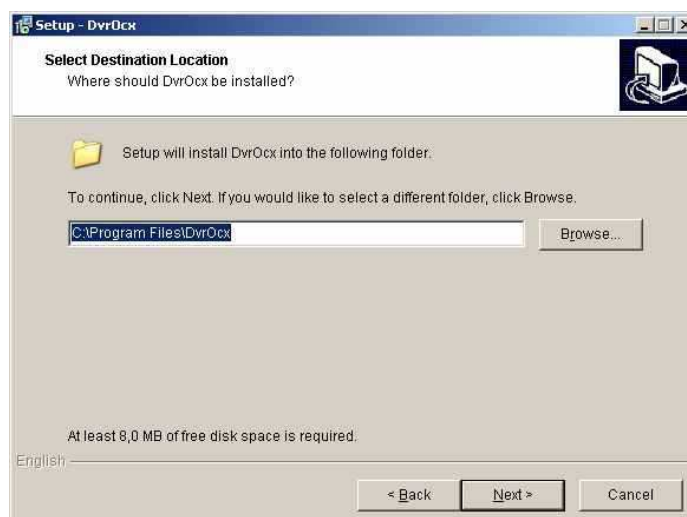 Setup - DvrOcx
Select Destination Location
Where should DvrOcx be installed?
Setup will install DvrOcx into the following folder.
To continue, click Next. If you would like to select a different folder, click Browse.
C:\Program Files\DvrOcx
Browse...
At least 8,0 MB of free disk space is required.
English
< Back
Next >
Cancel